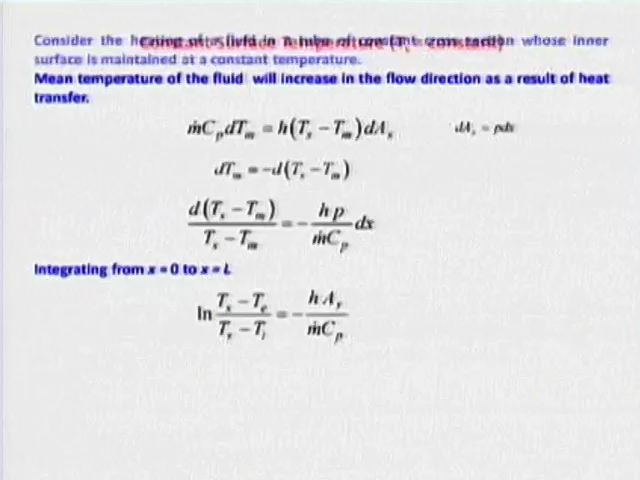 Consider the heating of a fluid in a tube of constant cross section whose inner
surface is maintained at a constant temperature.
Mean temperature of the fluid will increase in the flow direction as a result of heat
transfer.
ṁC_p dT_m = h(T_s − T_m)dA_s    dA_s = pdx
dT_m = −d(T_s − T_m)
d(T_s − T_m) / (T_s − T_m) = − (hp / ṁC_p) dx
Integrating from x = 0 to x = L
ln (T_s − T_e) / (T_s − T_i) = − hA_s / ṁC_p